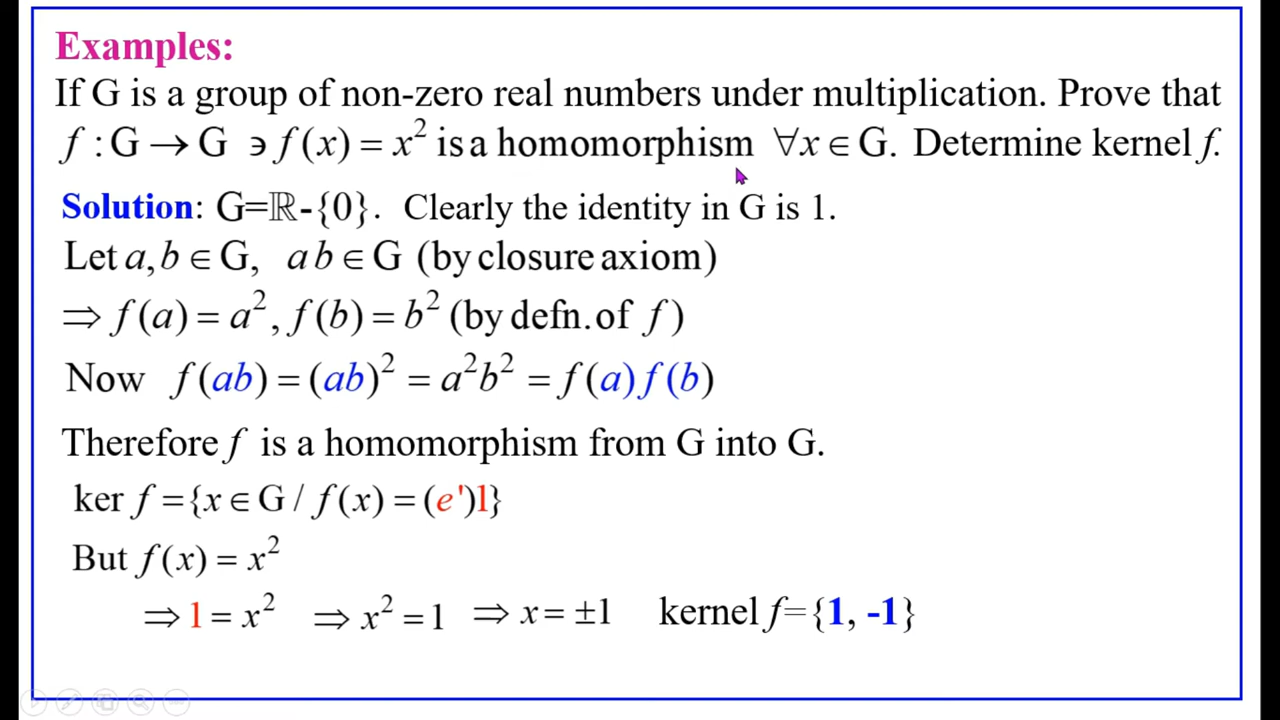 Examples:
If G is a group of non-zero real numbers under multiplication. Prove that
f : G → G ∋ f(x) = x² is a homomorphism ∀x ∈ G. Determine kernel f.
Solution: G=ℝ-{0}. Clearly the identity in G is 1.
Let a, b ∈ G, ab ∈ G (by closure axiom)
⇒ f(a) = a², f(b) = b² (by defn. of f)
Now f(ab) = (ab)² = a²b² = f(a)f(b)
Therefore f is a homomorphism from G into G.
ker f = {x ∈ G / f(x) = (e')1}
But f(x) = x²
⇒ 1 = x² ⇒ x² = 1 ⇒ x = ±1 kernel f={1, -1}